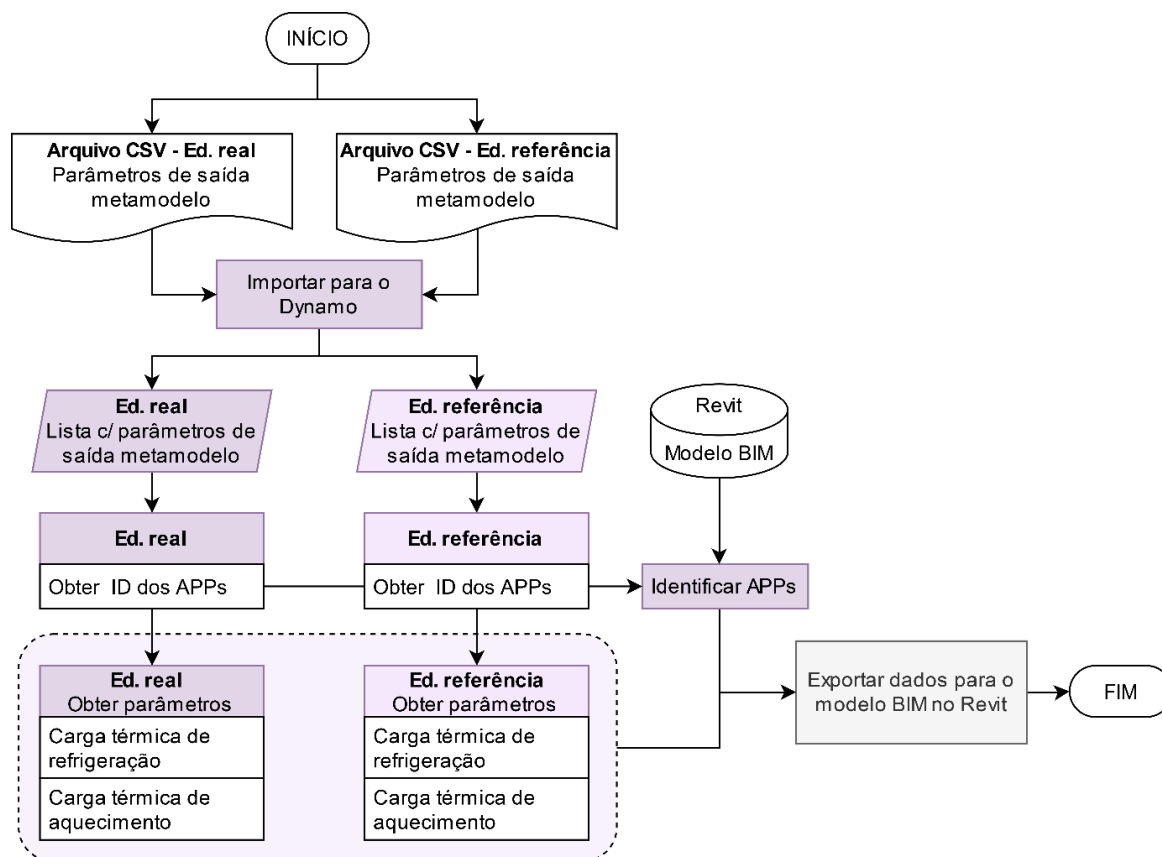 INÍCIO
Arquivo CSV - Ed. real
Parâmetros de saída
metamodelo
Arquivo CSV - Ed. referência
Parâmetros de saída
metamodelo
Importar para o
Dynamo
Ed. real
Lista c/ parâmetros de
saída metamodelo
Ed. referência
Lista c/ parâmetros de
saída metamodelo
Revit
Modelo BIM
Ed. real
Obter ID dos APPs
Ed. referência
Obter ID dos APPs
Identificar APPs
Ed. real
Obter parâmetros
Carga térmica de
refrigeração
Carga térmica de
aquecimento
Ed. referência
Obter parâmetros
Carga térmica de
refrigeração
Carga térmica de
aquecimento
Exportar dados para o
modelo BIM no Revit
FIM